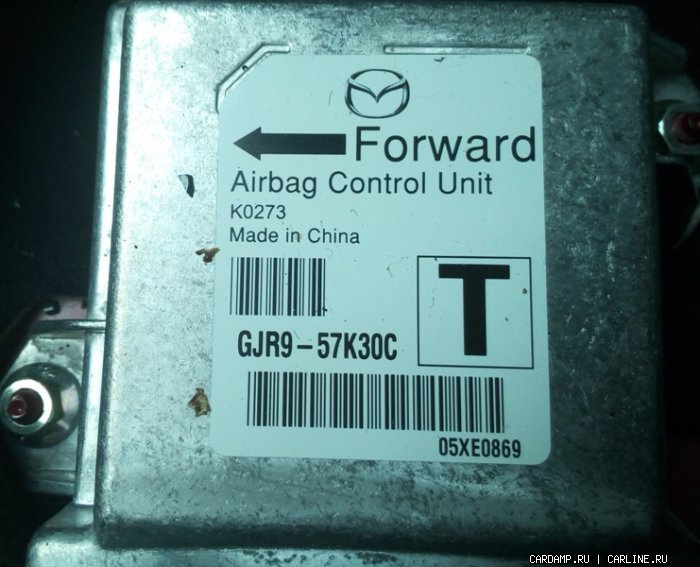 Forward
Airbag Control Unit
K0273
Made in China
T
GJR9-57K30C
05XE0869
CARDAMP.RU | CARLINE.RU